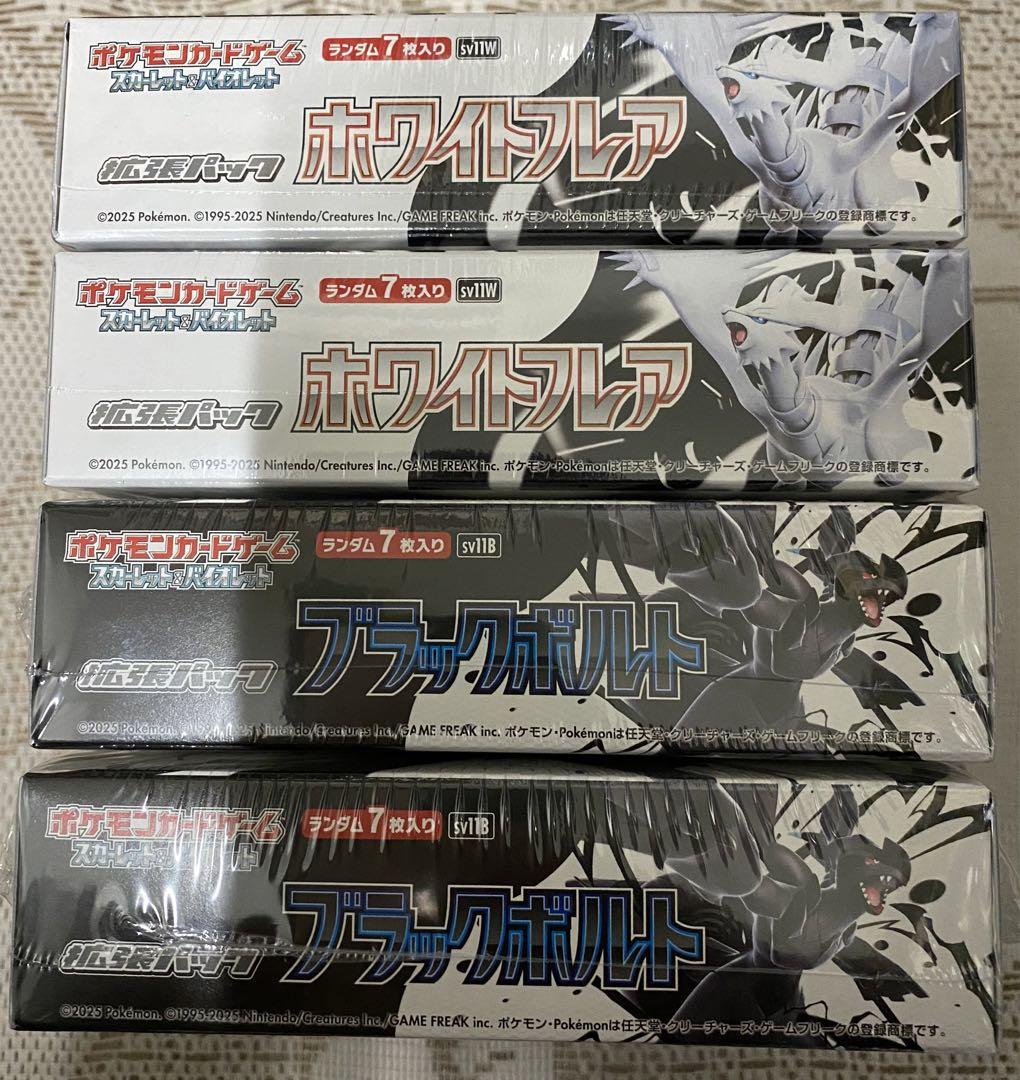 ポケモンカードゲーム ランダム7枚入り sv11W
スカーレット&バイオレット
拡張パック ホワイトフレア
©2025 Pokémon. ©1995-2025 Nintendo/Creatures Inc./GAME FREAK inc. ポケモン・Pokémonは任天堂・クリーチャーズ・ゲームフリークの登録商標です。
ポケモンカードゲーム ランダム7枚入り sv11W
スカーレット&バイオレット
拡張パック ホワイトフレア
©2025 Pokémon. ©1995-2025 Nintendo/Creatures Inc./GAME FREAK inc. ポケモン・Pokémonは任天堂・クリーチャーズ・ゲームフリークの登録商標です。
ポケモンカードゲーム ランダム7枚入り sv11B
スカーレット&バイオレット
拡張パック ブラックボルト
©2025 Pokémon. ©1995-2025 Nintendo/Creatures Inc./GAME FREAK inc. ポケモン・Pokémonは任天堂・クリーチャーズ・ゲームフリークの登録商標です。
ポケモンカードゲーム ランダム7枚入り sv11B
スカーレット&バイオレット
拡張パック ブラックボルト
©2025 Pokémon. ©1995-2025 Nintendo/Creatures Inc./GAME FREAK inc. ポケモン・Pokémonは任天堂・クリーチャーズ・ゲームフリークの登録商標です。